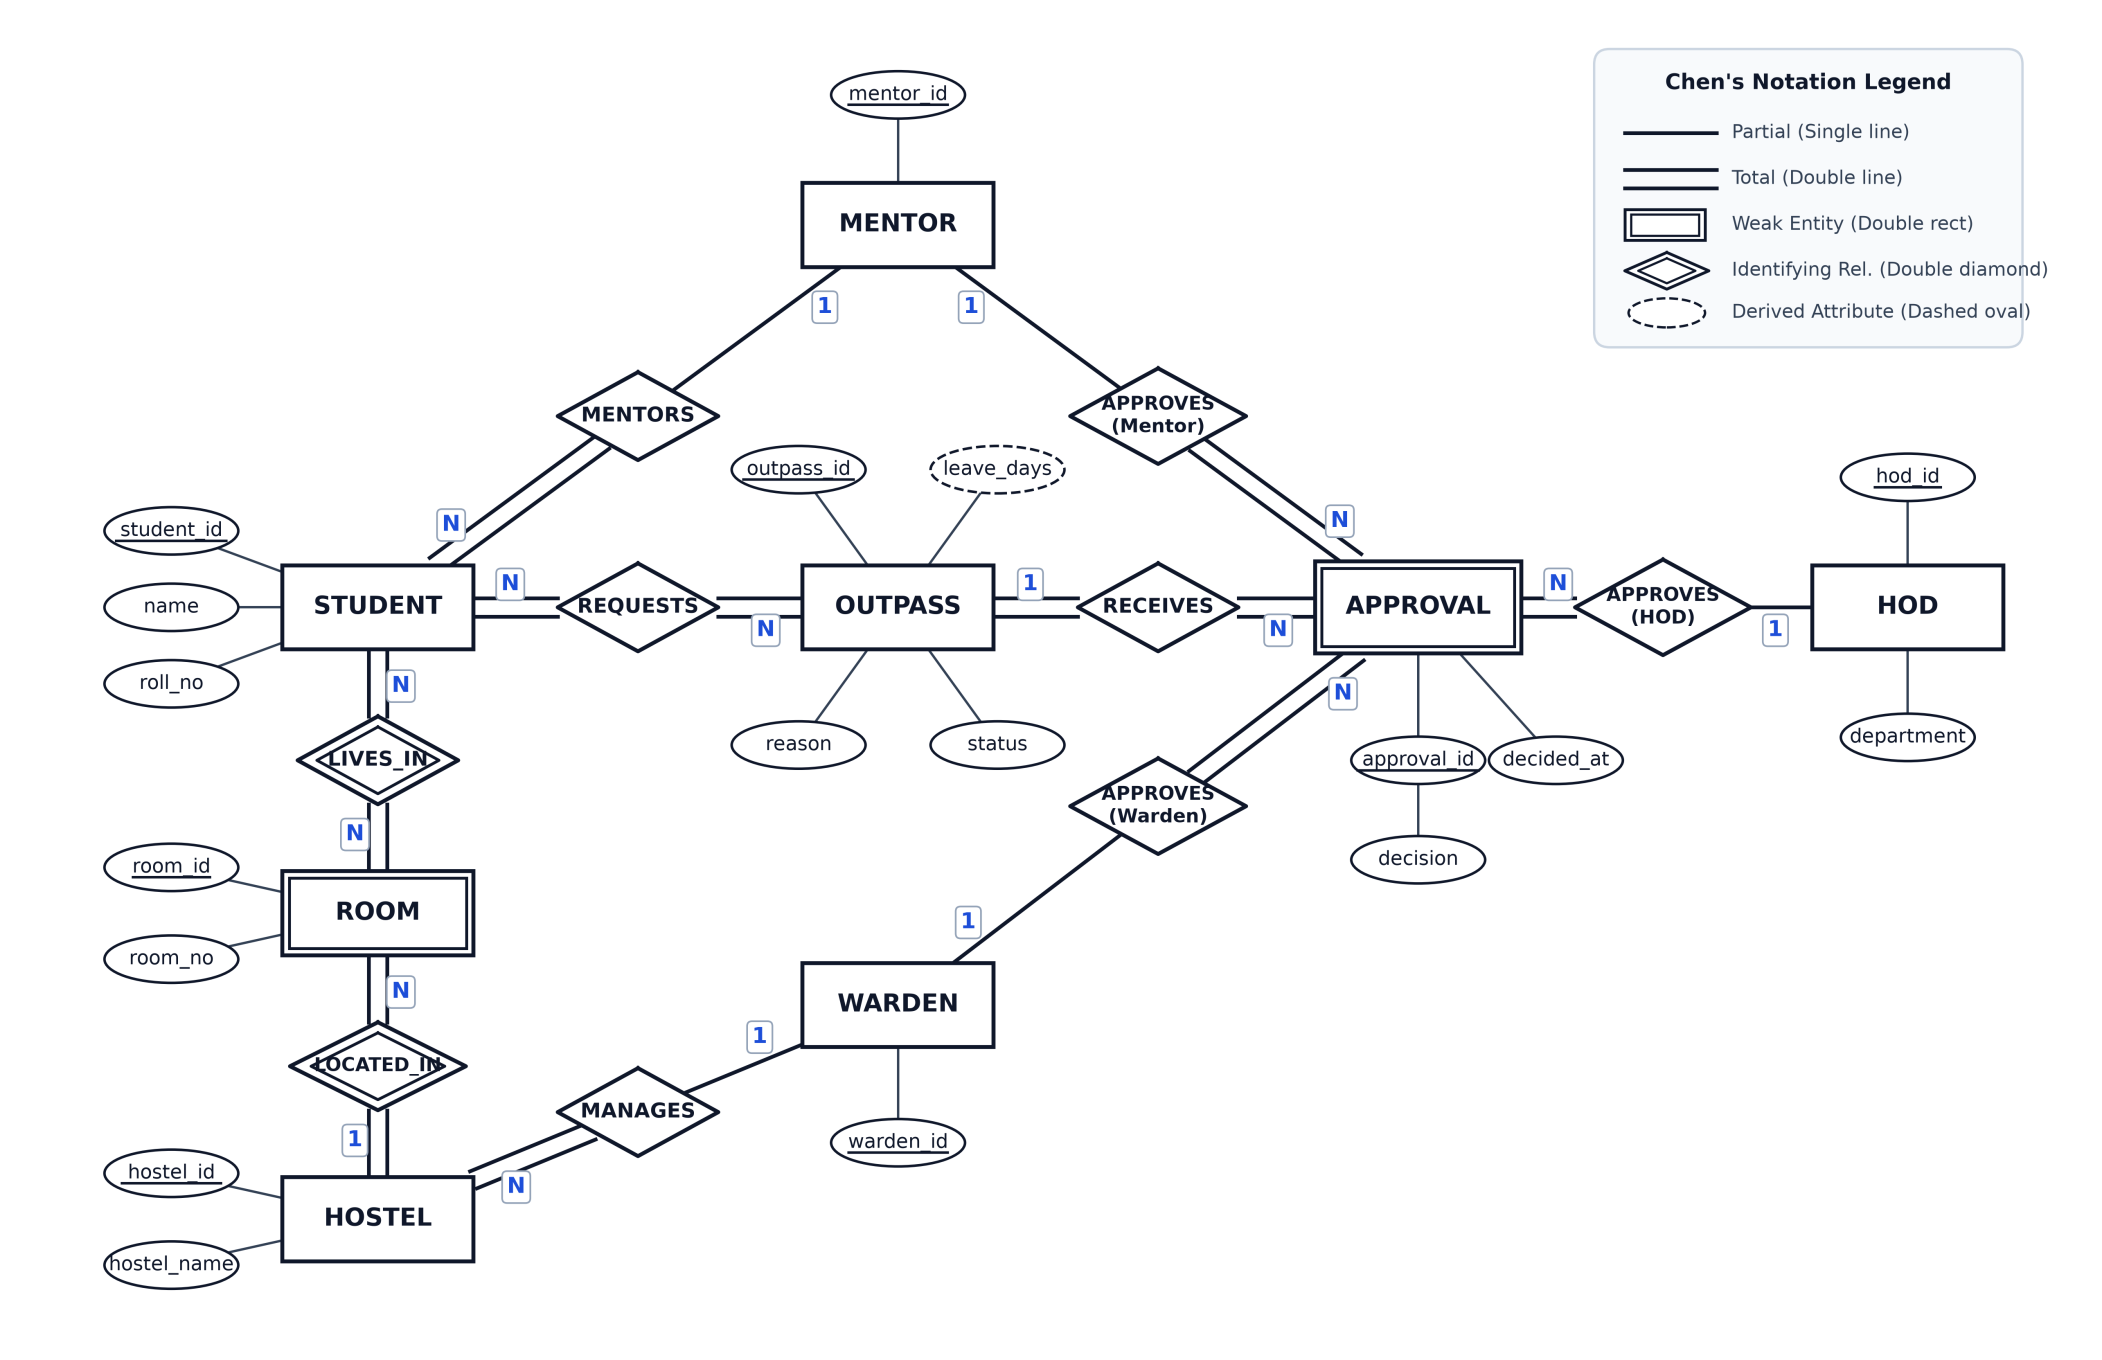 mentor_id
Chen's Notation Legend
Partial (Single line)
Total (Double line)
Weak Entity (Double rect)
Identifying Rel. (Double diamond)
Derived Attribute (Dashed oval)
MENTOR
1
1
MENTORS
APPROVES
(Mentor)
outpass_id
leave_days
hod_id
N
N
student_id
name
roll_no
STUDENT
N
REQUESTS
N
OUTPASS
1
RECEIVES
N
APPROVAL
N
APPROVES
(HOD)
1
HOD
N
N
reason
status
department
LIVES_IN
approval_id
decided_at
APPROVES
(Warden)
N
decision
room_id
ROOM
room_no
1
N
WARDEN
1
LOCATED_IN
MANAGES
1
warden_id
hostel_id
N
HOSTEL
hostel_name